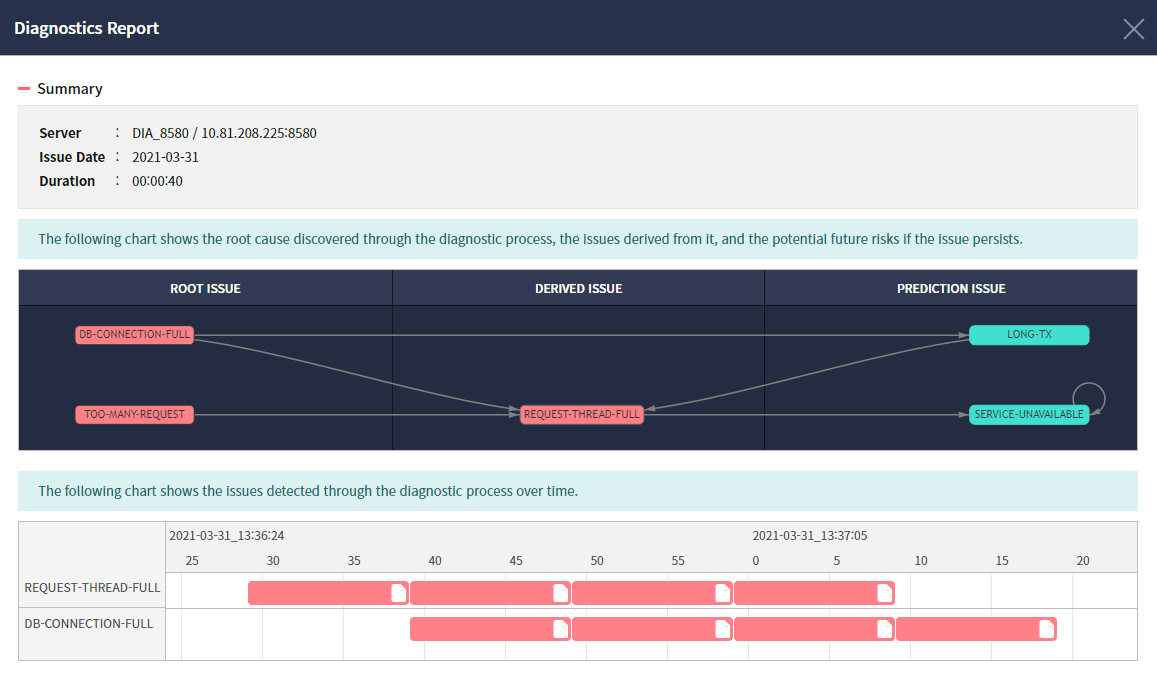 Diagnostics Report
Summary
Server : DIA_8580 / 10.81.208.225:8580
Issue Date : 2021-03-31
Duration : 00:00:40
The following chart shows the root cause discovered through the diagnostic process, the issues derived from it, and the potential future risks if the issue persists.
ROOT ISSUE DERIVED ISSUE PREDICTION ISSUE
DB-CONNECTION-FULL LONG-TX
TOO-MANY-REQUEST REQUEST-THREAD-FULL SERVICE-UNAVAILABLE
The following chart shows the issues detected through the diagnostic process over time.
2021-03-31_13:36:24 2021-03-31_13:37:05
25 30 35 40 45 50 55 0 5 10 15 20
REQUEST-THREAD-FULL
DB-CONNECTION-FULL